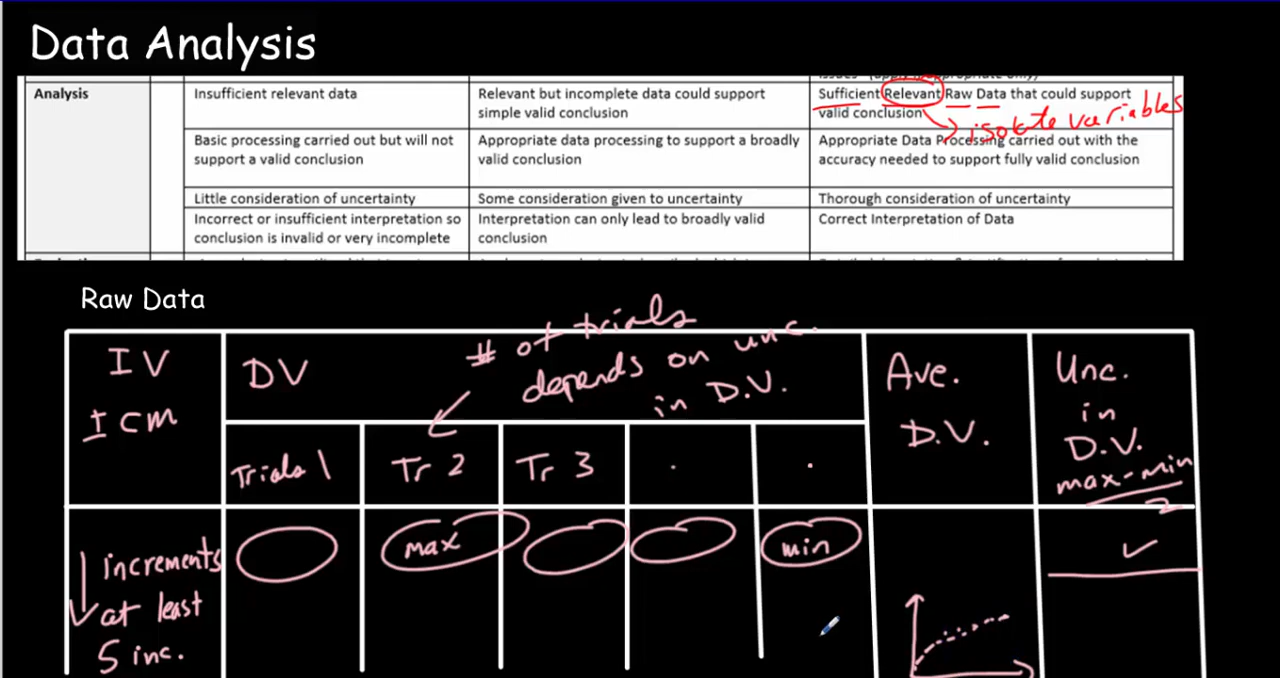 Data Analysis
Analysis
Insufficient relevant data
Relevant but incomplete data could support
simple valid conclusion
Sufficient Relevant Raw Data that could support
valid conclusion
isolate variables
Basic processing carried out but will not
support a valid conclusion
Appropriate data processing to support a broadly
valid conclusion
Appropriate Data Processing carried out with the
accuracy needed to support fully valid conclusion
Little consideration of uncertainty
Some consideration given to uncertainty
Thorough consideration of uncertainty
Incorrect or insufficient interpretation so
conclusion is invalid or very incomplete
Interpretation can only lead to broadly valid
conclusion
Correct Interpretation of Data
Raw Data
# of trials
depends on unc.
in D.V.
IV
± cm
DV
Ave.
D.V.
Unc.
in
D.V.
max-min
2
Trials 1
Tr 2
Tr 3
.
.
increments
at least
5 inc.
max
min